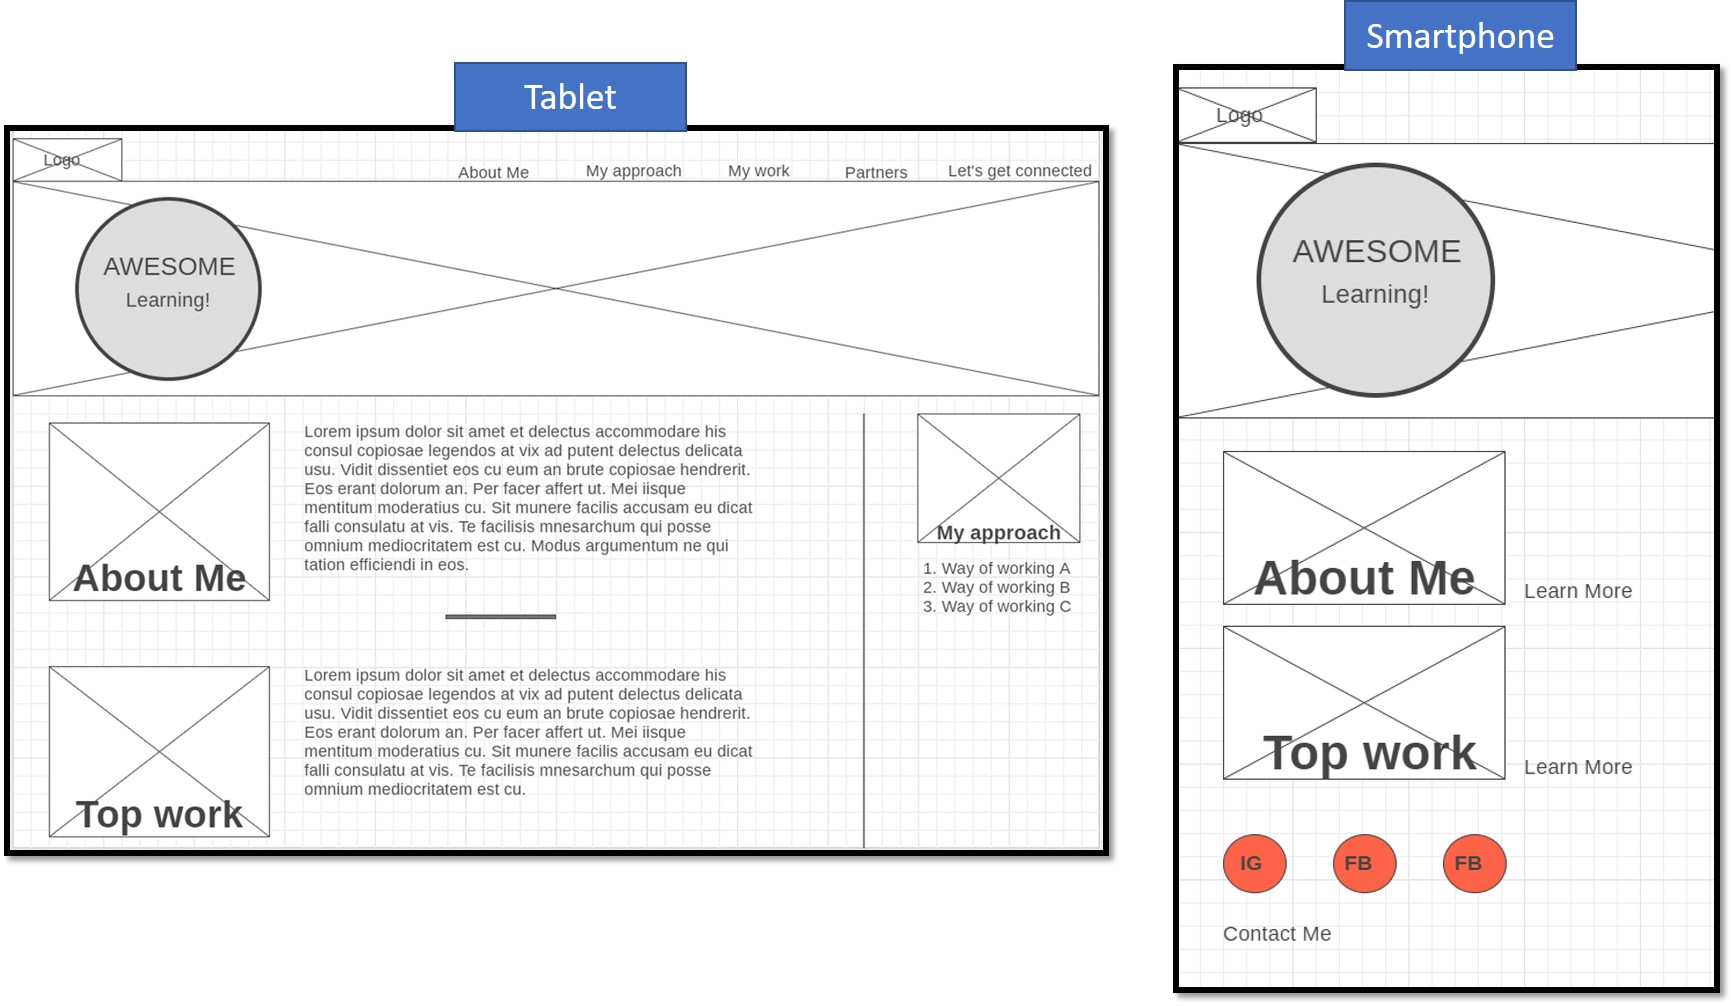 Tablet
Logo
About Me
My approach
My work
Partners
Let's get connected
AWESOME
Learning!
About Me
Lorem ipsum dolor sit amet et delectus accommodare his
consul copiosae legendos at vix ad putent delectus delicata
usu. Vidit dissentiet eos cu eum an brute copiosae hendrerit.
Eos erant dolorum an. Per facer affert ut. Mei iisque
mentitum moderatius cu. Sit munere facilis accusam eu dicat
falli consulatu at vis. Te facilisis mnesarchum qui posse
omnium mediocritatem est cu. Modus argumentum ne qui
tation efficiendi in eos.
Top work
Lorem ipsum dolor sit amet et delectus accommodare his
consul copiosae legendos at vix ad putent delectus delicata
usu. Vidit dissentiet eos cu eum an brute copiosae hendrerit.
Eos erant dolorum an. Per facer affert ut. Mei iisque
mentitum moderatius cu. Sit munere facilis accusam eu dicat
falli consulatu at vis. Te facilisis mnesarchum qui posse
omnium mediocritatem est cu.
My approach
1. Way of working A
2. Way of working B
3. Way of working C
Smartphone
Logo
AWESOME
Learning!
About Me
Learn More
Top work
Learn More
IG
FB
FB
Contact Me